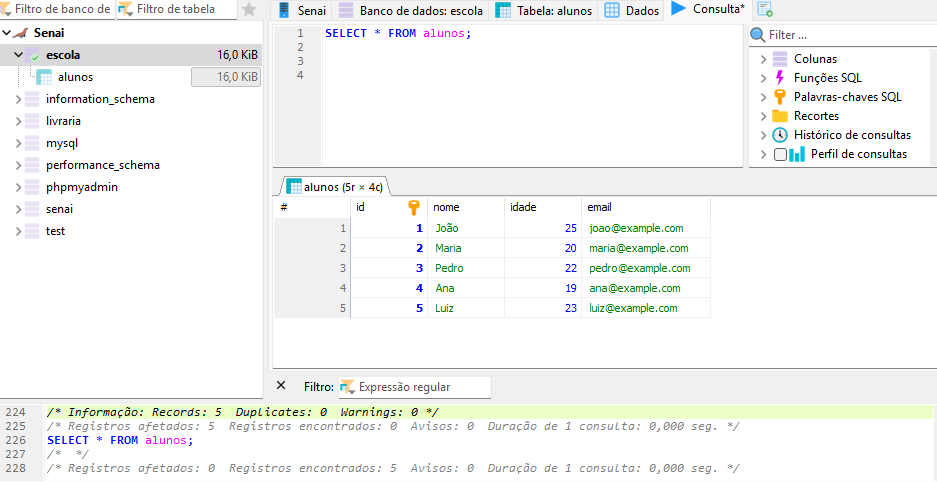 Filtro de banco de
Filtro de tabela
Senai
escola 16,0 KiB
alunos 16,0 KiB
information_schema
livraria
mysql
performance_schema
phpmyadmin
senai
test
Senai
Banco de dados: escola
Tabela: alunos
Dados
Consulta*
1 SELECT * FROM alunos;
2
3
4
Filter ...
Colunas
Funções SQL
Palavras-chaves SQL
Recortes
Histórico de consultas
Perfil de consultas
alunos (5r × 4c)
# id nome idade email
1 1 João 25 joao@example.com
2 2 Maria 20 maria@example.com
3 3 Pedro 22 pedro@example.com
4 4 Ana 19 ana@example.com
5 5 Luiz 23 luiz@example.com
× Filtro: Expressão regular
224 /* Informação: Records: 5  Duplicates: 0  Warnings: 0 */
225 /* Registros afetados: 5  Registros encontrados: 0  Avisos: 0  Duração de 1 consulta: 0,000 seg. */
226 SELECT * FROM alunos;
227 /*  */
228 /* Registros afetados: 0  Registros encontrados: 5  Avisos: 0  Duração de 1 consulta: 0,000 seg. */